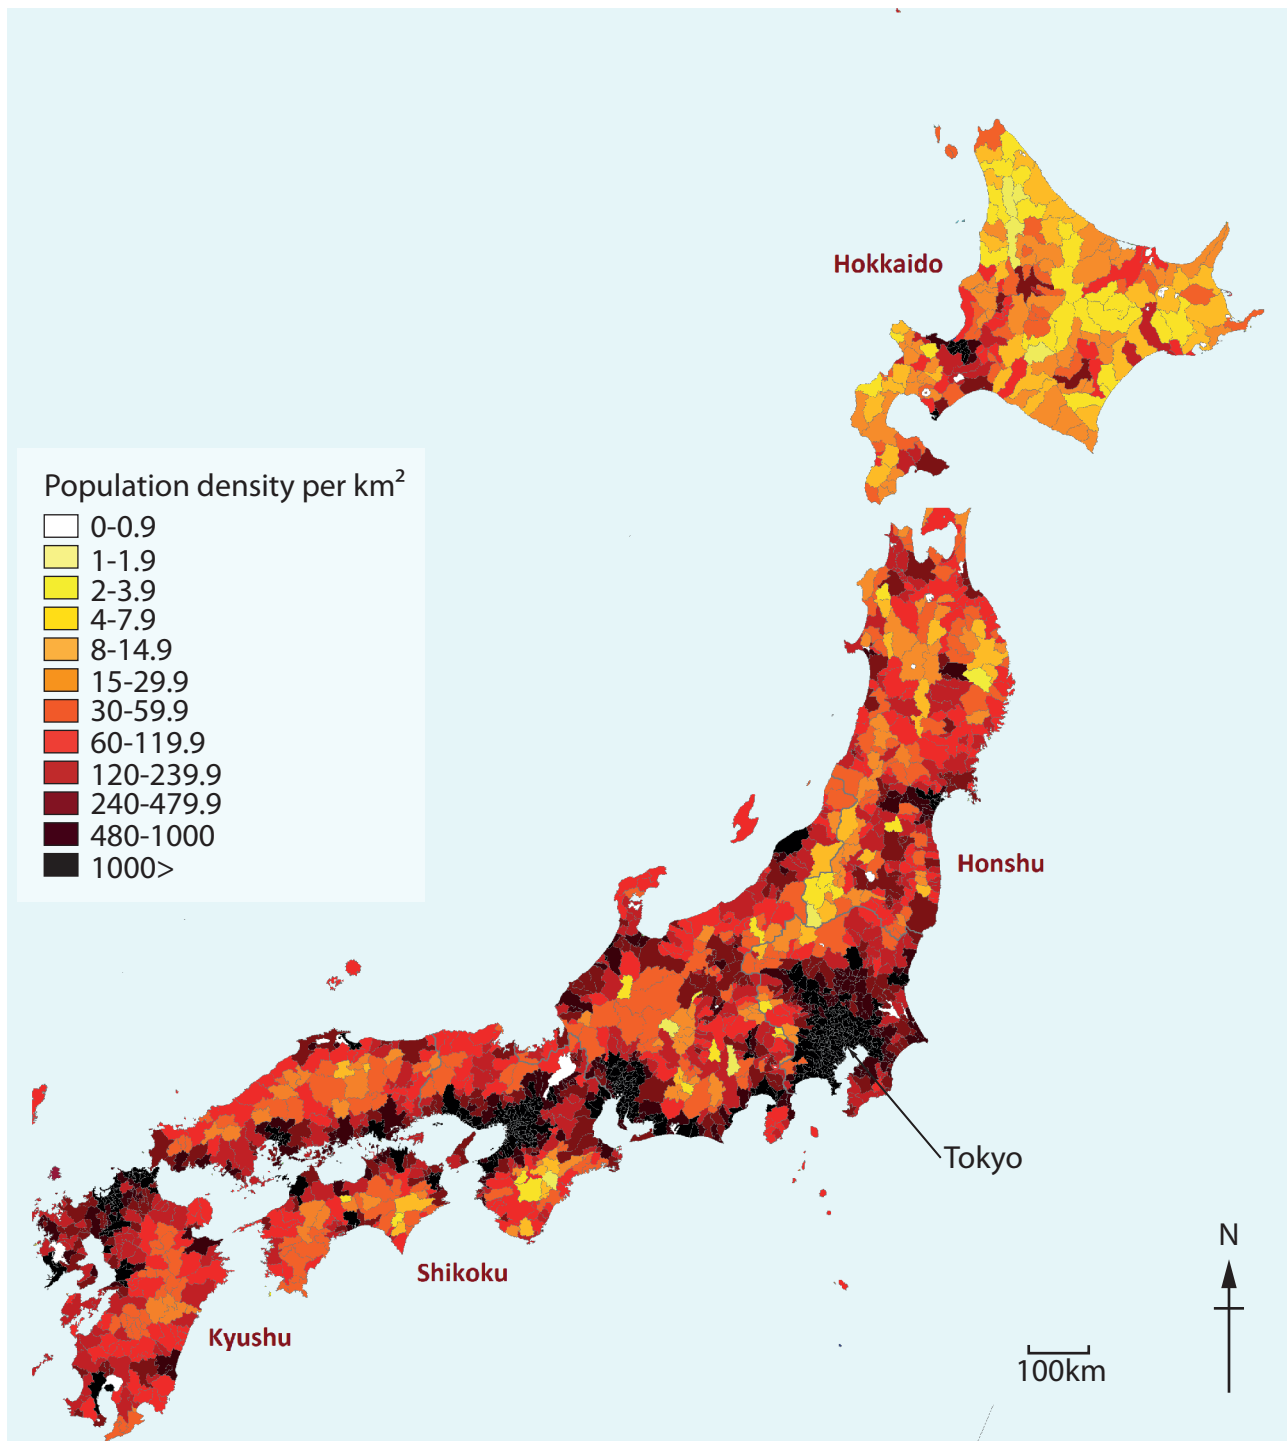 Hokkaido
Population density per km²
0-0.9
1-1.9
2-3.9
4-7.9
8-14.9
15-29.9
30-59.9
60-119.9
120-239.9
240-479.9
480-1000
1000>
Honshu
Tokyo
Shikoku
Kyushu
N
100km